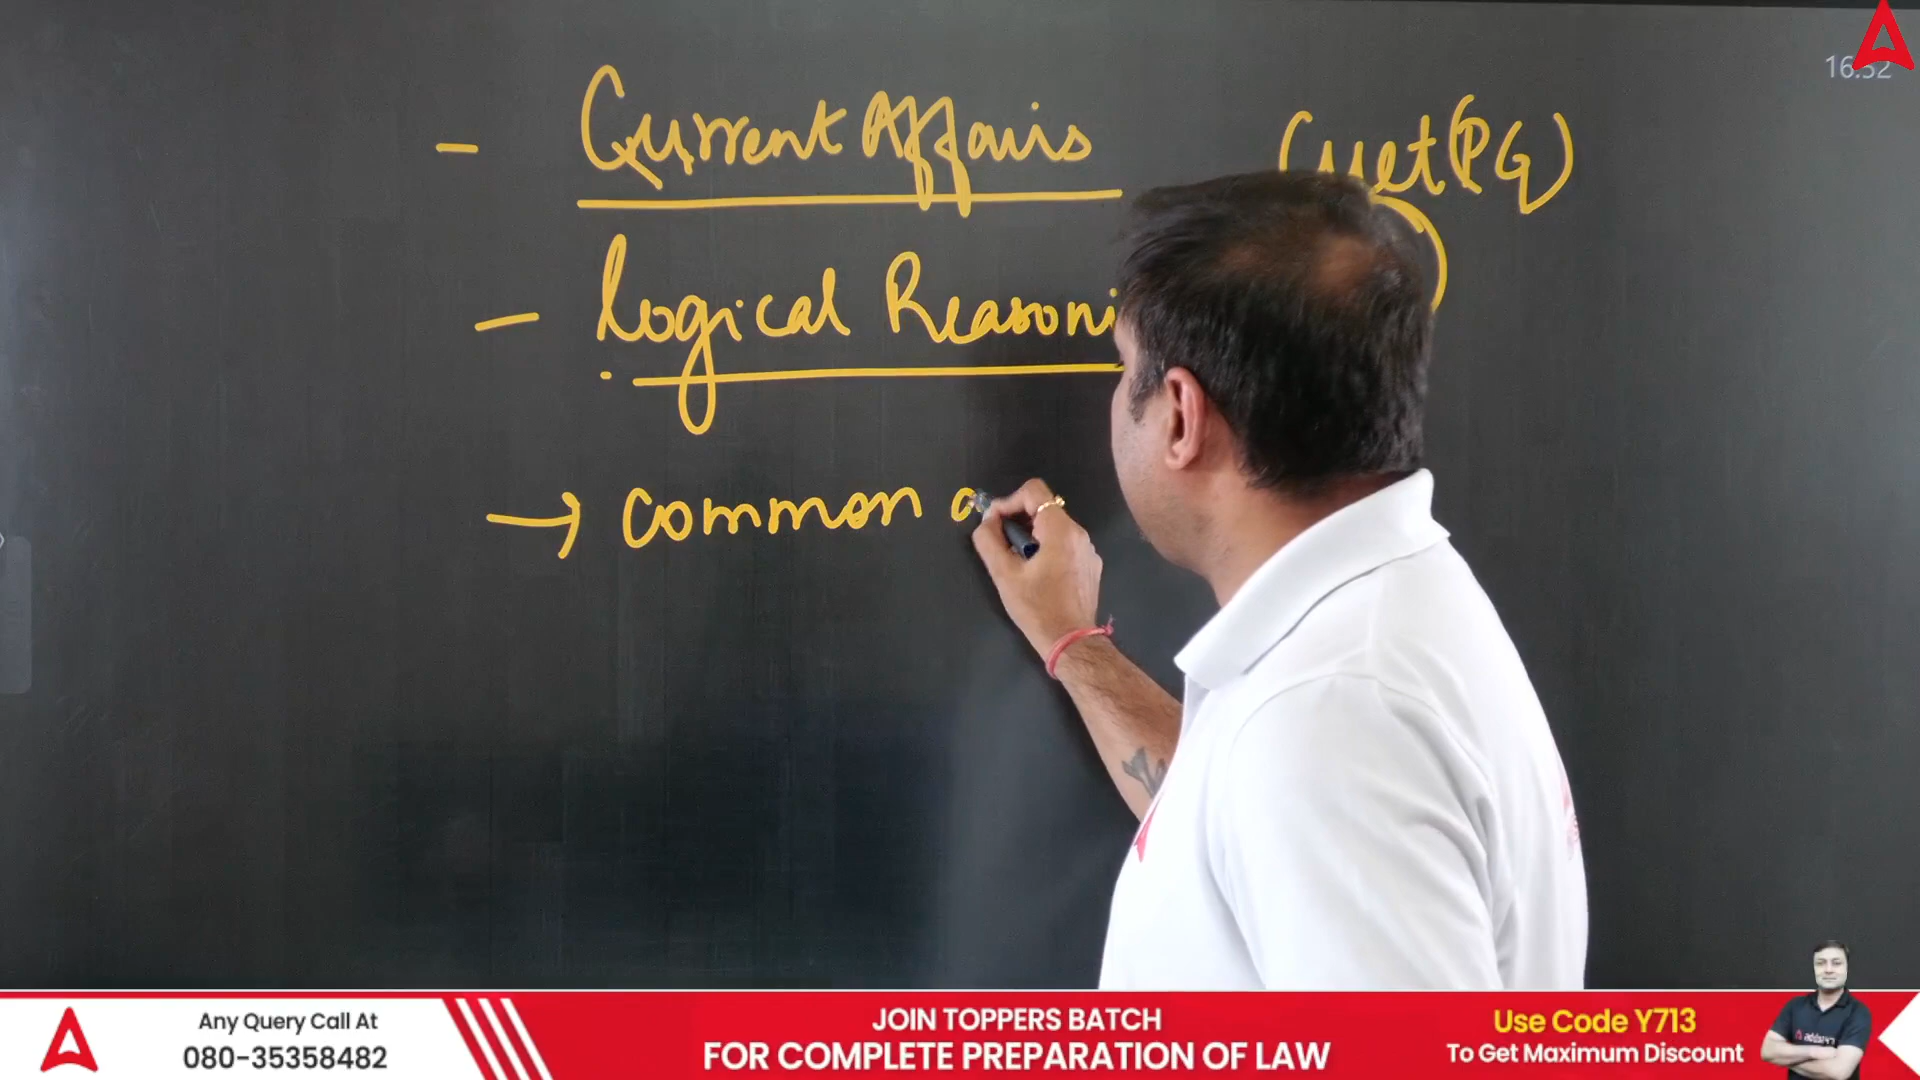 16:52
- Current Affairs
Cuet (PG)
- Logical Reasoni
→ common a
Any Query Call At
080-35358482
JOIN TOPPERS BATCH
FOR COMPLETE PREPARATION OF LAW
Use Code Y713
To Get Maximum Discount